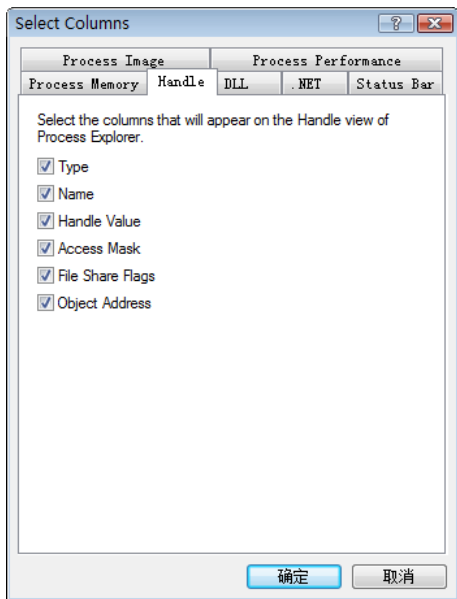 Select Columns
Process Image
Process Performance
Process Memory
Handle
DLL
.NET
Status Bar
Select the columns that will appear on the Handle view of
Process Explorer.
Type
Name
Handle Value
Access Mask
File Share Flags
Object Address
确定
取消